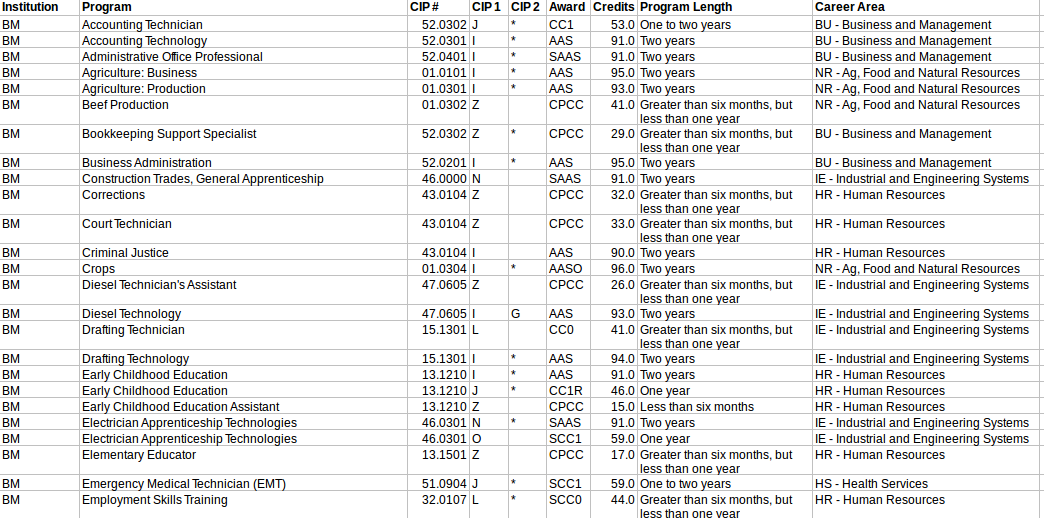 Institution Program CIP # CIP 1 CIP 2 Award Credits Program Length Career Area
BM Accounting Technician 52.0302 J * CC1 53.0 One to two years BU - Business and Management
BM Accounting Technology 52.0301 I * AAS 91.0 Two years BU - Business and Management
BM Administrative Office Professional 52.0401 I * SAAS 91.0 Two years BU - Business and Management
BM Agriculture: Business 01.0101 I * AAS 95.0 Two years NR - Ag, Food and Natural Resources
BM Agriculture: Production 01.0301 I * AAS 93.0 Two years NR - Ag, Food and Natural Resources
BM Beef Production 01.0302 Z CPCC 41.0 Greater than six months, but NR - Ag, Food and Natural Resources
less than one year
BM Bookkeeping Support Specialist 52.0302 Z * CPCC 29.0 Greater than six months, but BU - Business and Management
less than one year
BM Business Administration 52.0201 I * AAS 95.0 Two years BU - Business and Management
BM Construction Trades, General Apprenticeship 46.0000 N SAAS 91.0 Two years IE - Industrial and Engineering Systems
BM Corrections 43.0104 Z CPCC 32.0 Greater than six months, but HR - Human Resources
less than one year
BM Court Technician 43.0104 Z CPCC 33.0 Greater than six months, but HR - Human Resources
less than one year
BM Criminal Justice 43.0104 I AAS 90.0 Two years HR - Human Resources
BM Crops 01.0304 I * AASO 96.0 Two years NR - Ag, Food and Natural Resources
BM Diesel Technician's Assistant 47.0605 Z CPCC 26.0 Greater than six months, but IE - Industrial and Engineering Systems
less than one year
BM Diesel Technology 47.0605 I G AAS 93.0 Two years IE - Industrial and Engineering Systems
BM Drafting Technician 15.1301 L CC0 41.0 Greater than six months, but IE - Industrial and Engineering Systems
less than one year
BM Drafting Technology 15.1301 I * AAS 94.0 Two years IE - Industrial and Engineering Systems
BM Early Childhood Education 13.1210 I * AAS 91.0 Two years HR - Human Resources
BM Early Childhood Education 13.1210 J * CC1R 46.0 One year HR - Human Resources
BM Early Childhood Education Assistant 13.1210 Z CPCC 15.0 Less than six months HR - Human Resources
BM Electrician Apprenticeship Technologies 46.0301 N * SAAS 91.0 Two years IE - Industrial and Engineering Systems
BM Electrician Apprenticeship Technologies 46.0301 O SCC1 59.0 One year IE - Industrial and Engineering Systems
BM Elementary Educator 13.1501 Z CPCC 17.0 Greater than six months, but HR - Human Resources
less than one year
BM Emergency Medical Technician (EMT) 51.0904 J * SCC1 59.0 One to two years HS - Health Services
BM Employment Skills Training 32.0107 L * SCC0 44.0 Greater than six months, but HR - Human Resources
less than one year